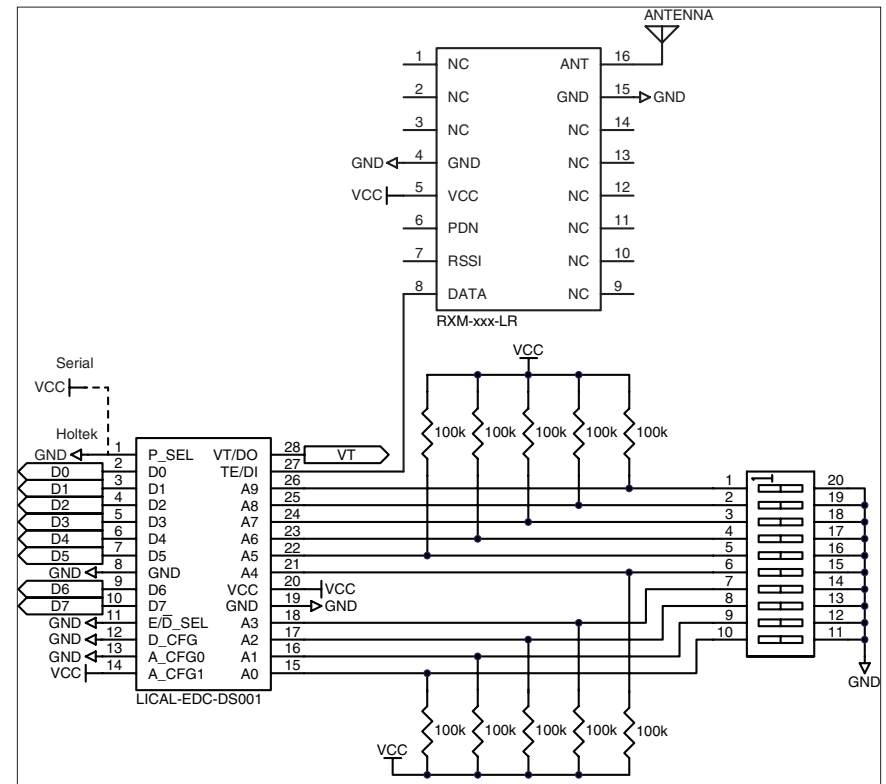 ANTENNA
1 NC ANT 16
2 NC GND 15 GND
3 NC NC 14
GND 4 GND NC 13
VCC 5 VCC NC 12
6 PDN NC 11
7 RSSI NC 10
8 DATA NC 9
RXM-xxx-LR
VCC
100k 100k 100k 100k 100k
Serial
VCC
Holtek
GND 1 P_SEL VT/DO 28 VT
D0 2 D0 TE/DI 27
D1 3 D1 A9 26 1 20
D2 4 D2 A8 25 2 19
D3 5 D3 A7 24 3 18
D4 6 D4 A6 23 4 17
D5 7 D5 A5 22 5 16
GND 8 GND A4 21 6 15
D6 9 D6 VCC 20 VCC 7 14
D7 10 D7 GND 19 GND 8 13
GND 11 E/D_SEL A3 18 9 12
GND 12 D_CFG A2 17 10 11
GND 13 A_CFG0 A1 16
VCC 14 A_CFG1 A0 15
GND
LICAL-EDC-DS001
100k 100k 100k 100k 100k
VCC